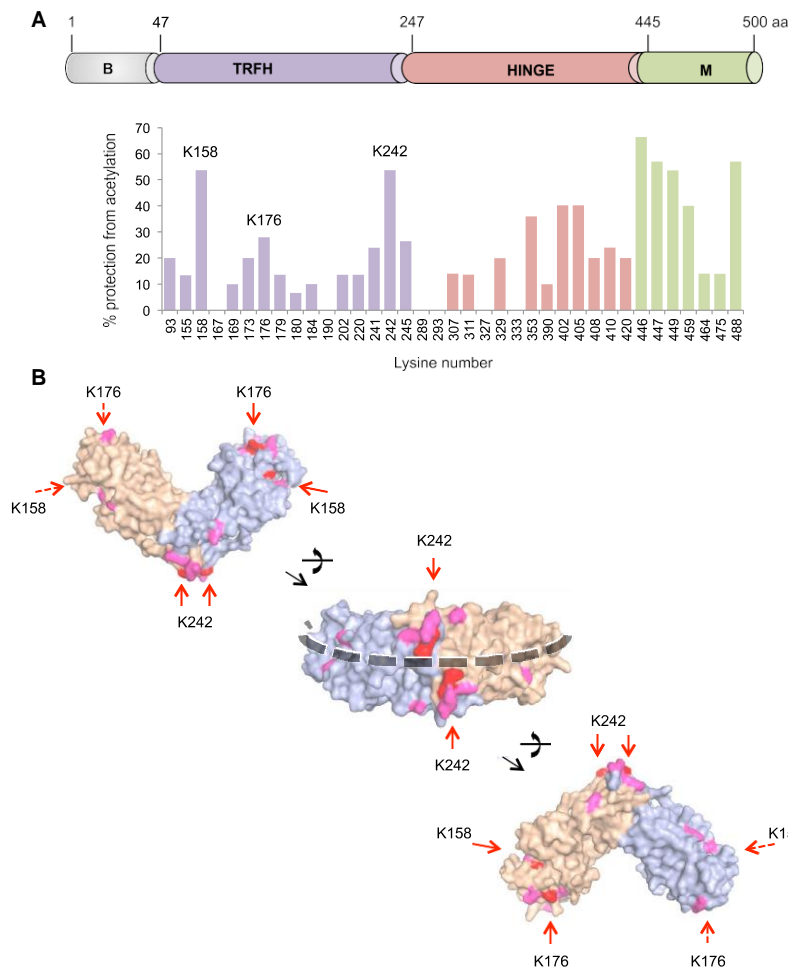 A
1 47 247 445 500 aa
B TRFH HINGE M
% protection from acetylation
70
60
50
40
30
20
10
0
K158 K242
K176
93 155 158 167 169 173 176 179 180 184 190 202 220 241 242 245 289 293 307 311 327 329 333 353 390 402 405 408 410 420 446 447 449 459 464 475 488
Lysine number
B
K176 K176
K158 K158
K242
K242
K242
K242
K158 K15
K176 K176